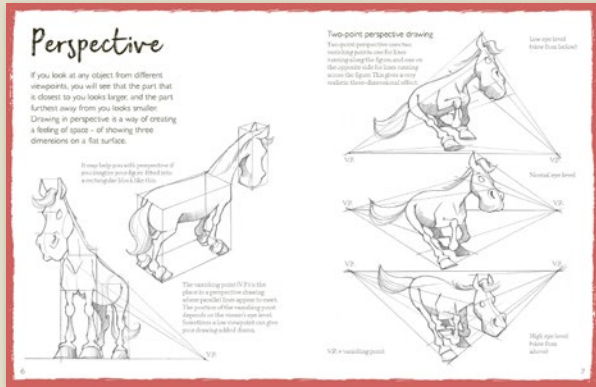 Perspective
If you look at any object from different
viewpoints, you will see that the part that
is closest to you looks larger, and the part
furthest away from you looks smaller.
Drawing in perspective is a way of creating
a feeling of space - of showing three
dimensions on a flat surface.
It may help you with perspective if
you imagine your figure fitted into
a rectangular block, like this.
The vanishing point (V.P.) is the
place in a perspective drawing
where parallel lines appear to meet.
The position of the vanishing point
depends on the viewer's eye level.
Sometimes a low viewpoint can give
your drawing added drama.
V.P.
6
Two-point perspective drawing
Two-point perspective uses two
vanishing points: one for lines
running along the figure, and one on
the opposite side for lines running
across the figure. This gives a very
realistic three-dimensional effect.
Low eye level
(view from below)
V.P.
V.P.
Normal eye level
V.P.
V.P.
V.P.
V.P.
V.P. = vanishing point
High eye level
(view from
above)
7